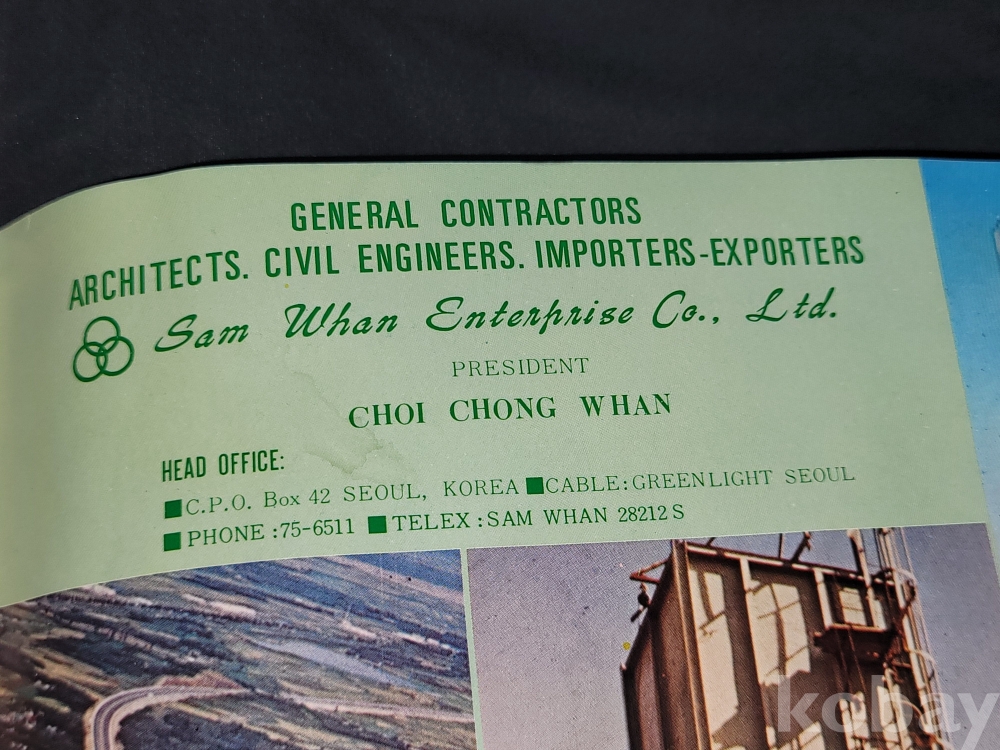 GENERAL CONTRACTORS
ARCHITECTS. CIVIL ENGINEERS. IMPORTERS-EXPORTERS
Sam Whan Enterprise Co., Ltd.
PRESIDENT
CHOI CHONG WHAN
HEAD OFFICE:
■C.P.O. Box 42 SEOUL, KOREA ■CABLE:GREENLIGHT SEOUL
■PHONE:75-6511 ■TELEX:SAM WHAN 28212 S
kobay